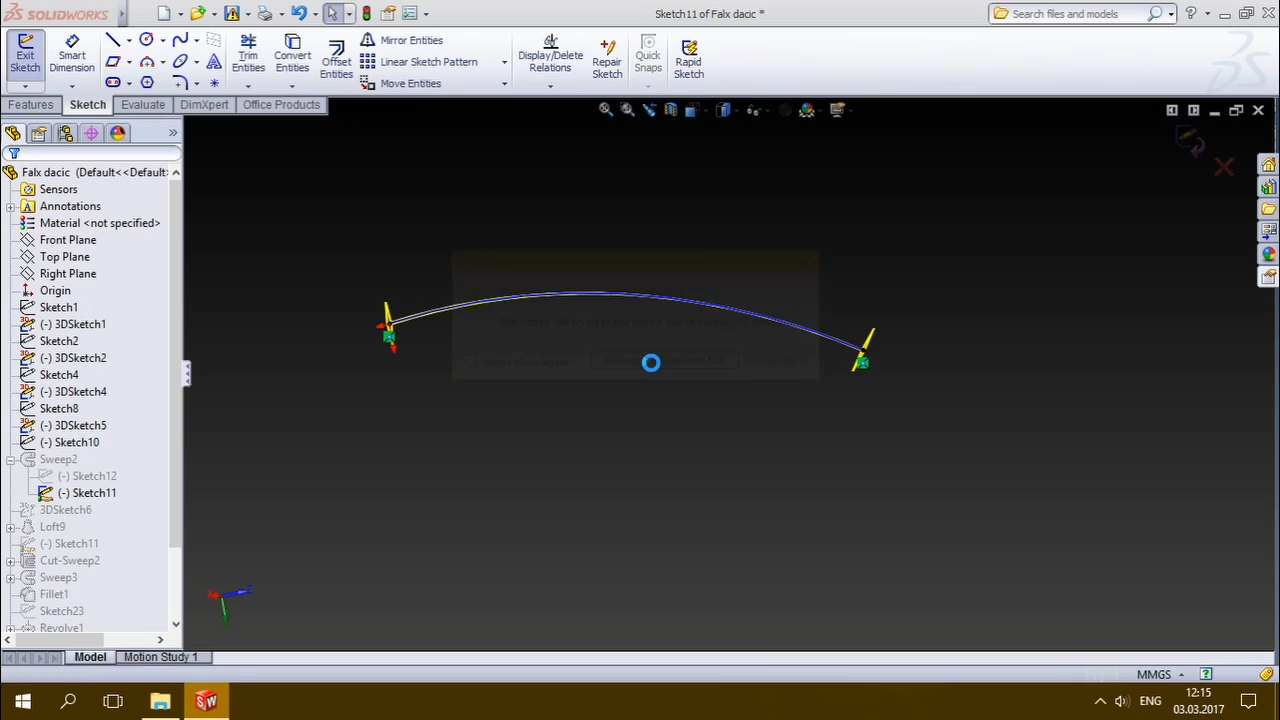 SOLIDWORKS
Sketch11 of Falx dacic *
Search files and models
Exit Sketch
Smart Dimension
Trim Entities
Convert Entities
Offset Entities
Mirror Entities
Linear Sketch Pattern
Move Entities
Display/Delete Relations
Repair Sketch
Quick Snaps
Rapid Sketch
Features
Sketch
Evaluate
DimXpert
Office Products
Falx dacic (Default<<Default>
Sensors
Annotations
Material <not specified>
Front Plane
Top Plane
Right Plane
Origin
Sketch1
(-) 3DSketch1
Sketch2
(-) 3DSketch2
Sketch4
(-) 3DSketch4
Sketch8
(-) 3DSketch5
(-) Sketch10
Sweep2
(-) Sketch12
(-) Sketch11
3DSketch6
Loft9
(-) Sketch11
Cut-Sweep2
Sweep3
Fillet1
Sketch23
Revolve1
Model
Motion Study 1
MMGS
ENG
12:15
03.03.2017